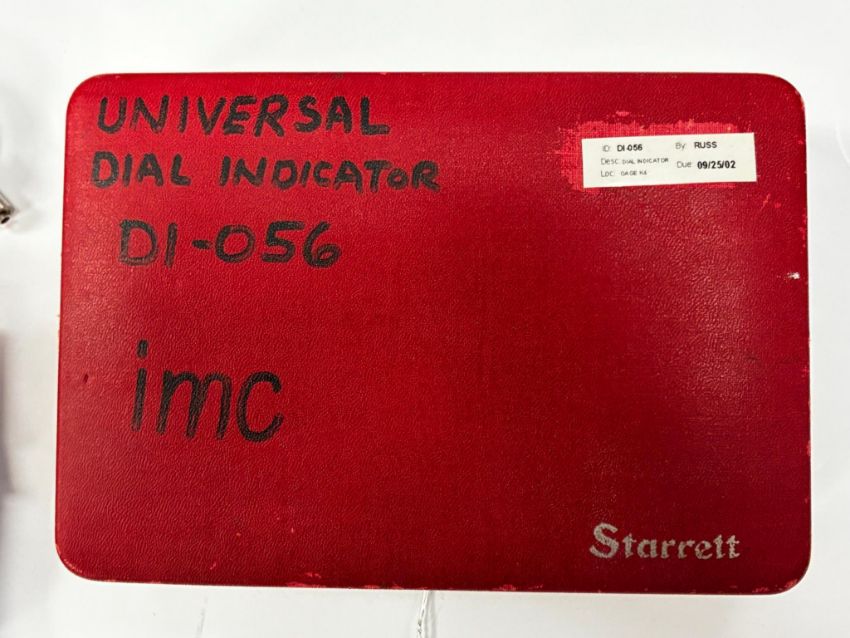 UNIVERSAL
DIAL INDICATOR
DI-056
imc
ID: DI-056 By: RUSS
Desc: DIAL INDICATOR Due: 09/25/02
Loc: GAGE K4
Starrett